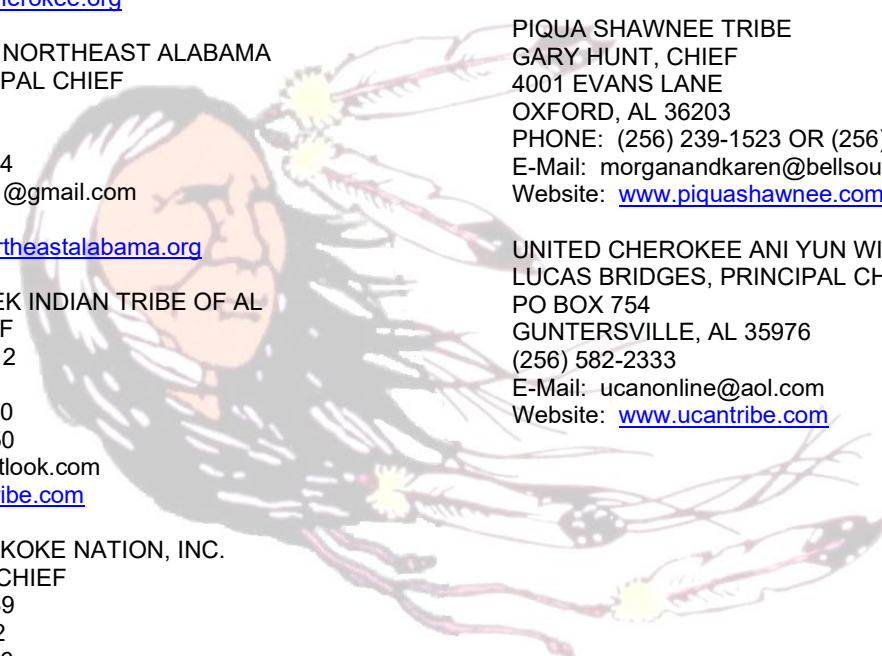 erokee.org
NORTHEAST ALABAMA
PAL CHIEF
4
@gmail.com
rtheastalabama.org
EK INDIAN TRIBE OF AL
F
2
0
60
tlook.com
ribe.com
KOKE NATION, INC.
CHIEF
69
2
PIQUA SHAWNEE TRIBE
GARY HUNT, CHIEF
4001 EVANS LANE
OXFORD, AL 36203
PHONE: (256) 239-1523 OR (256)
E-Mail: morganandkaren@bellsou
Website: www.piquashawnee.com
UNITED CHEROKEE ANI YUN WI
LUCAS BRIDGES, PRINCIPAL CH
PO BOX 754
GUNTERSVILLE, AL 35976
(256) 582-2333
E-Mail: ucanonline@aol.com
Website: www.ucantribe.com